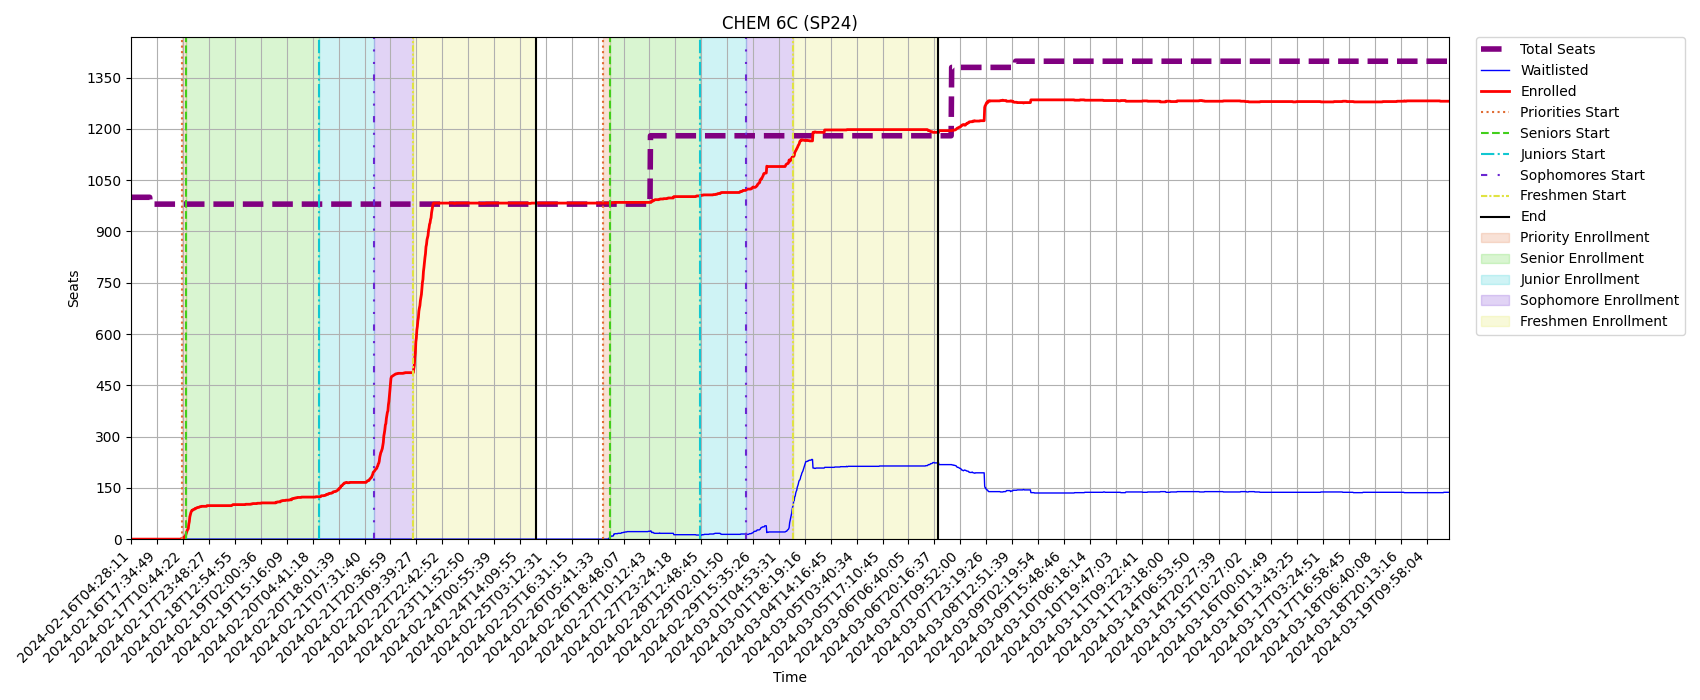 CHEM 6C (SP24)
Seats
1350
1200
1050
900
750
600
450
300
150
0
2024-02-16T04:28:11
2024-02-16T17:34:49
2024-02-17T10:44:22
2024-02-17T23:48:27
2024-02-18T12:54:55
2024-02-19T02:00:36
2024-02-19T15:16:09
2024-02-20T04:41:18
2024-02-20T18:01:39
2024-02-21T07:31:40
2024-02-21T20:36:59
2024-02-22T09:39:27
2024-02-22T22:42:52
2024-02-23T11:52:50
2024-02-24T00:55:39
2024-02-24T14:09:55
2024-02-25T03:12:31
2024-02-25T16:31:15
2024-02-26T05:41:33
2024-02-26T18:48:07
2024-02-27T10:12:43
2024-02-27T23:24:18
2024-02-28T12:48:45
2024-02-29T02:01:50
2024-02-29T15:35:26
2024-03-01T04:53:31
2024-03-01T18:19:16
2024-03-04T14:16:45
2024-03-05T03:40:34
2024-03-05T17:10:45
2024-03-06T06:40:05
2024-03-06T20:16:37
2024-03-07T09:52:00
2024-03-07T23:19:26
2024-03-08T12:51:39
2024-03-09T02:19:54
2024-03-09T15:48:46
2024-03-10T06:18:14
2024-03-10T19:47:03
2024-03-11T09:22:41
2024-03-11T23:18:00
2024-03-14T06:53:50
2024-03-14T20:27:39
2024-03-15T10:27:02
2024-03-16T00:01:49
2024-03-16T13:43:25
2024-03-17T03:24:51
2024-03-17T16:58:45
2024-03-18T06:40:08
2024-03-18T20:13:16
2024-03-19T09:58:04
Time
Total Seats
Waitlisted
Enrolled
Priorities Start
Seniors Start
Juniors Start
Sophomores Start
Freshmen Start
End
Priority Enrollment
Senior Enrollment
Junior Enrollment
Sophomore Enrollment
Freshmen Enrollment